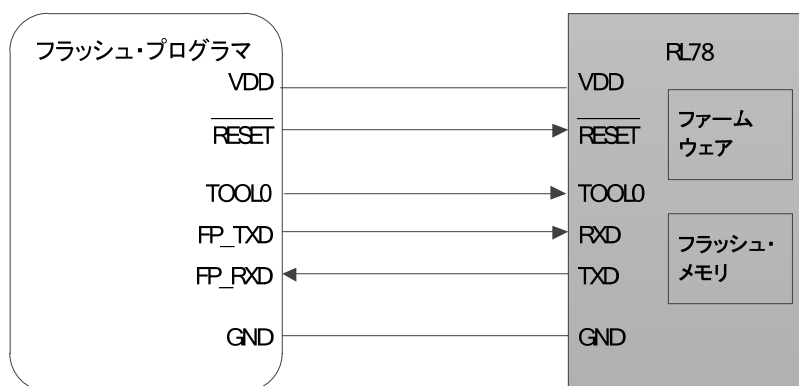 フラッシュ・プログラマ
VDD
RESET
TOOL0
FP_TXD
FP_RXD
GND
RL78
VDD
RESET
TOOL0
RXD
TXD
GND
ファーム
ウェア
フラッシュ・
メモリ